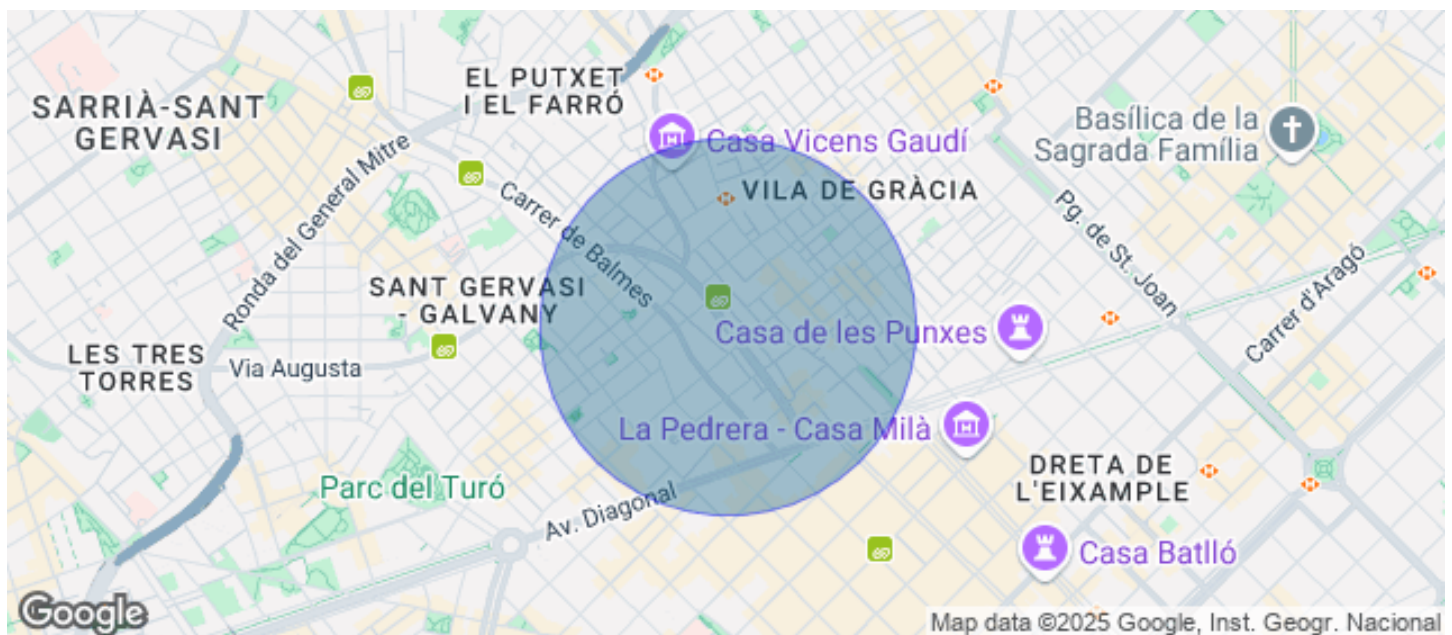 EL PUTXET
I EL FARRÓ
SARRIÀ-SANT
GERVASI
Basílica de la
Sagrada Família
Casa Vicens Gaudí
VILA DE GRÀCIA
Ronda del General Mitre
Carrer de Balmes
Pg. de St. Joan
SANT GERVASI
- GALVANY
Carrer d'Aragó
Casa de les Punxes
LES TRES
TORRES
Via Augusta
La Pedrera - Casa Milà
DRETA DE
L'EIXAMPLE
Parc del Turó
Av. Diagonal
Casa Batlló
Google
Map data ©2025 Google, Inst. Geogr. Nacional